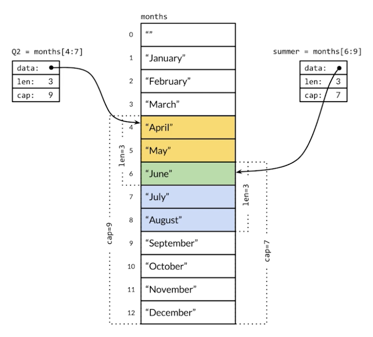 months
0 ""
1 "January"
2 "February"
3 "March"
4 "April"
5 "May"
6 "June"
7 "July"
8 "August"
9 "September"
10 "October"
11 "November"
12 "December"
Q2 = months[4:7]
data:
len: 3
cap: 9
summer = months[6:9]
data:
len: 3
cap: 7
len=3
cap=9
len=3
cap=7